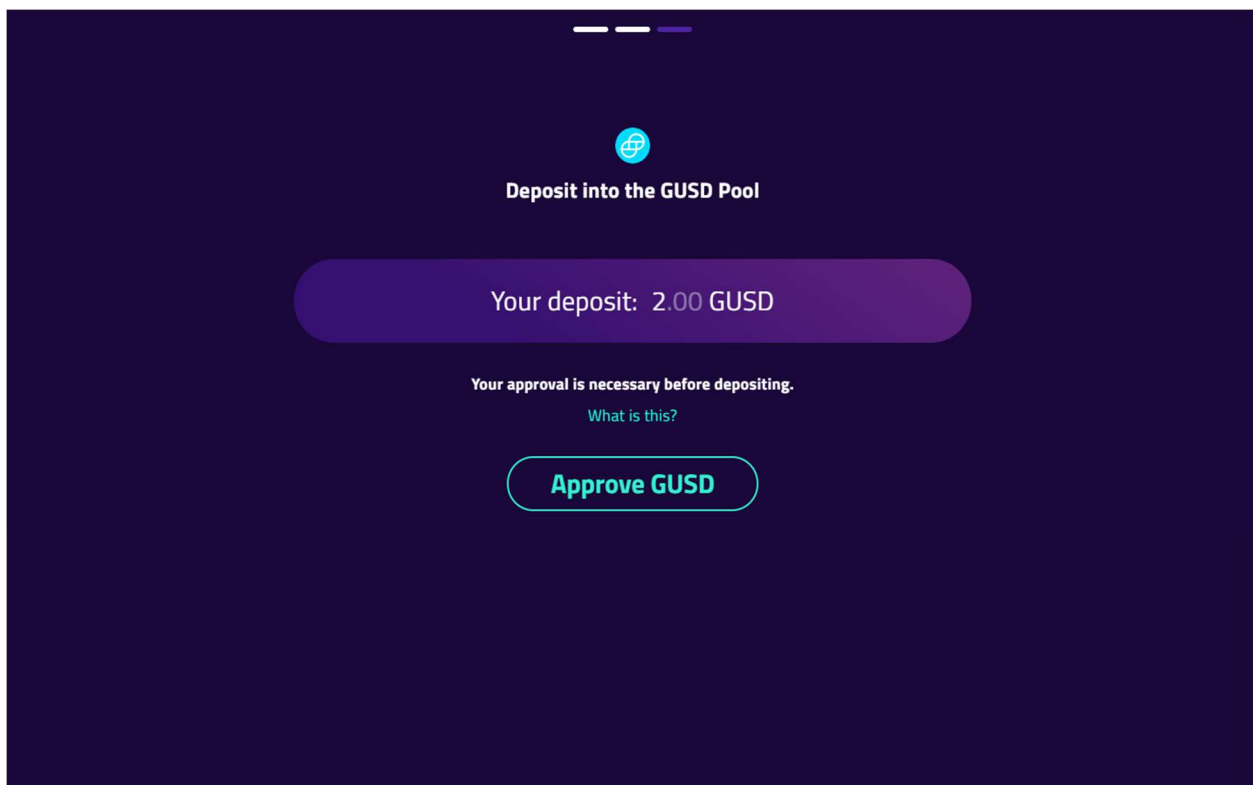 Deposit into the GUSD Pool
Your deposit: 2.00 GUSD
Your approval is necessary before depositing.
What is this?
Approve GUSD